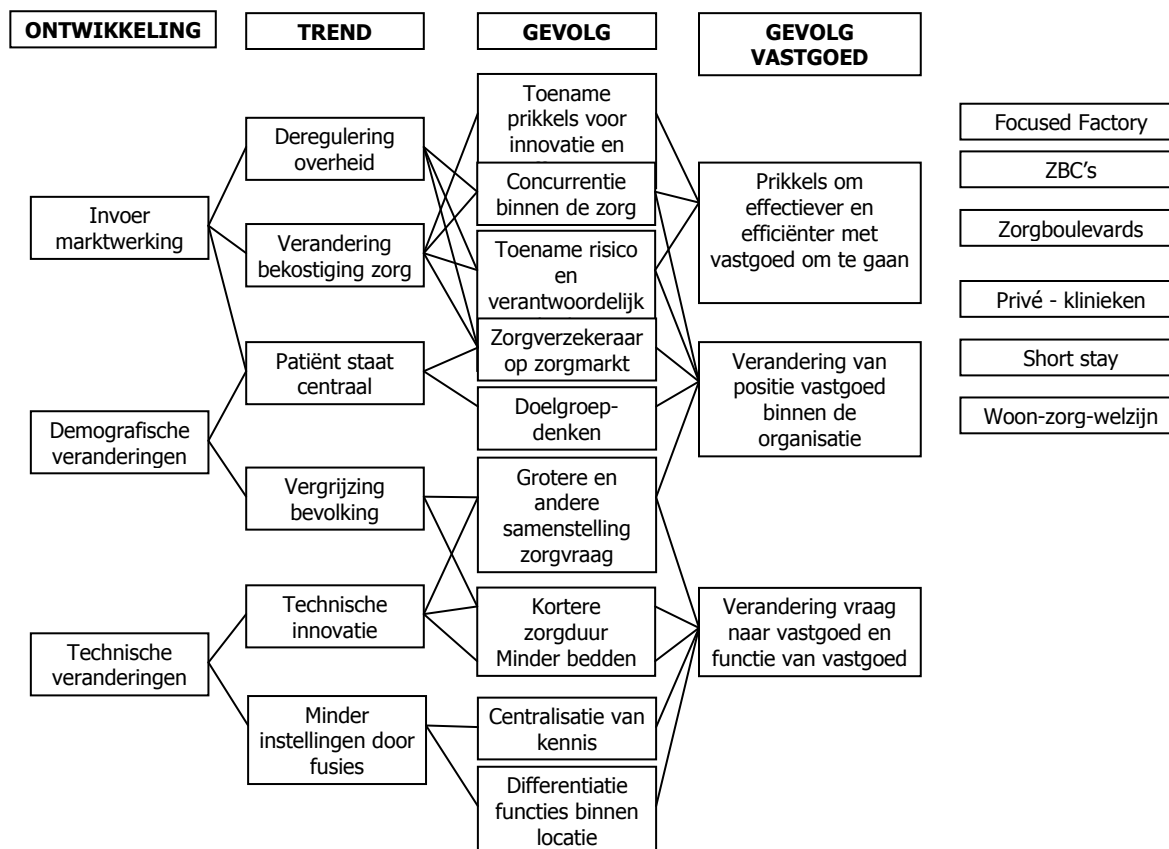 ONTWIKKELING
TREND
GEVOLG
GEVOLG
VASTGOED
Invoer
marktwerking
Demografische
veranderingen
Technische
veranderingen
Deregulering
overheid
Verandering
bekostiging zorg
Patiënt staat
centraal
Vergrijzing
bevolking
Technische
innovatie
Minder
instellingen door
fusies
Toename
prikkels voor
innovatie en
Concurrentie
binnen de zorg
Toename risico
en
verantwoordelijk
Zorgverzekeraar
op zorgmarkt
Doelgroep-
denken
Grotere en
andere
samenstelling
zorgvraag
Kortere
zorgduur
Minder bedden
Centralisatie van
kennis
Differentiatie
functies binnen
locatie
Prikkels om
effectiever en
efficiënter met
vastgoed om te gaan
Verandering van
positie vastgoed
binnen de
organisatie
Verandering vraag
naar vastgoed en
functie van vastgoed
Focused Factory
ZBC's
Zorgboulevards
Privé - klinieken
Short stay
Woon-zorg-welzijn